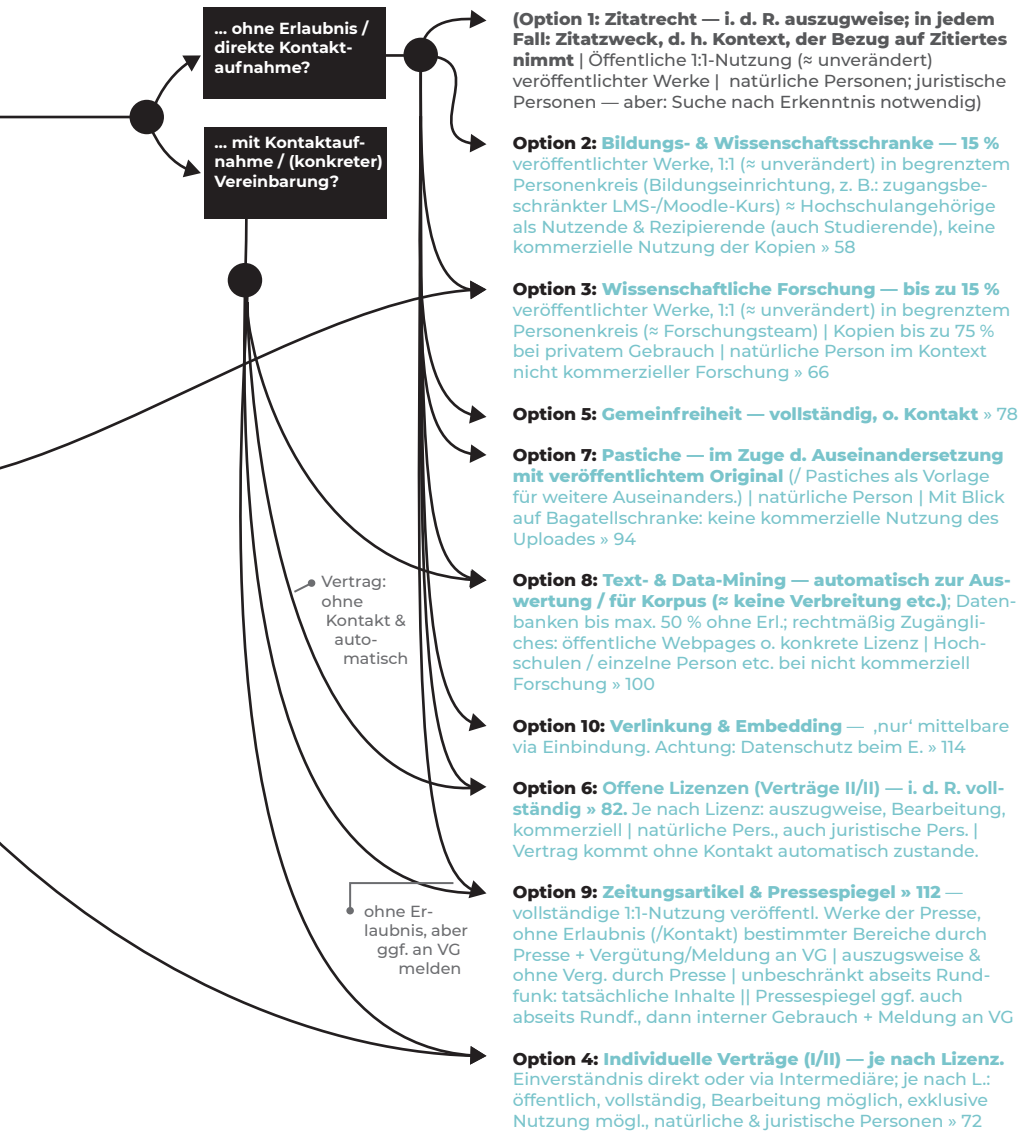 ... ohne Erlaubnis /
direkte Kontakt-
aufnahme?
... mit Kontaktauf-
nahme / (konkreter)
Vereinbarung?
(Option 1: Zitatrecht — i. d. R. auszugweise; in jedem
Fall: Zitatzweck, d. h. Kontext, der Bezug auf Zitiertes
nimmt | Öffentliche 1:1-Nutzung (≈ unverändert)
veröffentlichter Werke | natürliche Personen; juristische
Personen — aber: Suche nach Erkenntnis notwendig)
Option 2: Bildungs- & Wissenschaftsschranke — 15 %
veröffentlichter Werke, 1:1 (≈ unverändert) in begrenztem
Personenkreis (Bildungseinrichtung, z. B.: zugangsbe-
schränkter LMS-/Moodle-Kurs) ≈ Hochschulangehörige
als Nutzende & Rezipierende (auch Studierende), keine
kommerzielle Nutzung der Kopien » 58
Option 3: Wissenschaftliche Forschung — bis zu 15 %
veröffentlichter Werke, 1:1 (≈ unverändert) in begrenztem
Personenkreis (≈ Forschungsteam) | Kopien bis zu 75 %
bei privatem Gebrauch | natürliche Person im Kontext
nicht kommerzieller Forschung » 66
Option 5: Gemeinfreiheit — vollständig, o. Kontakt » 78
Option 7: Pastiche — im Zuge d. Auseinandersetzung
mit veröffentlichtem Original (/ Pastiches als Vorlage
für weitere Auseinanders.) | natürliche Person | Mit Blick
auf Bagatellschranke: keine kommerzielle Nutzung des
Uploades » 94
Option 8: Text- & Data-Mining — automatisch zur Aus-
wertung / für Korpus (≈ keine Verbreitung etc.); Daten-
banken bis max. 50 % ohne Erl.; rechtmäßig Zugängli-
ches: öffentliche Webpages o. konkrete Lizenz | Hoch-
schulen / einzelne Person etc. bei nicht kommerziell
Forschung » 100
Vertrag:
ohne
Kontakt &
auto-
matisch
Option 10: Verlinkung & Embedding — ‚nur‘ mittelbare
via Einbindung. Achtung: Datenschutz beim E. » 114
Option 6: Offene Lizenzen (Verträge II/II) — i. d. R. voll-
ständig » 82. Je nach Lizenz: auszugweise, Bearbeitung,
kommerziell | natürliche Pers., auch juristische Pers. |
Vertrag kommt ohne Kontakt automatisch zustande.
Option 9: Zeitungsartikel & Pressespiegel » 112 —
vollständige 1:1-Nutzung veröffentl. Werke der Presse,
ohne Erlaubnis (/Kontakt) bestimmter Bereiche durch
Presse + Vergütung/Meldung an VG | auszugsweise &
ohne Verg. durch Presse | unbeschränkt abseits Rund-
funk: tatsächliche Inhalte || Pressespiegel ggf. auch
abseits Rundf., dann interner Gebrauch + Meldung an VG
ohne Er-
laubnis, aber
ggf. an VG
melden
Option 4: Individuelle Verträge (I/II) — je nach Lizenz.
Einverständnis direkt oder via Intermediäre; je nach L.:
öffentlich, vollständig, Bearbeitung möglich, exklusive
Nutzung mögl., natürliche & juristische Personen » 72